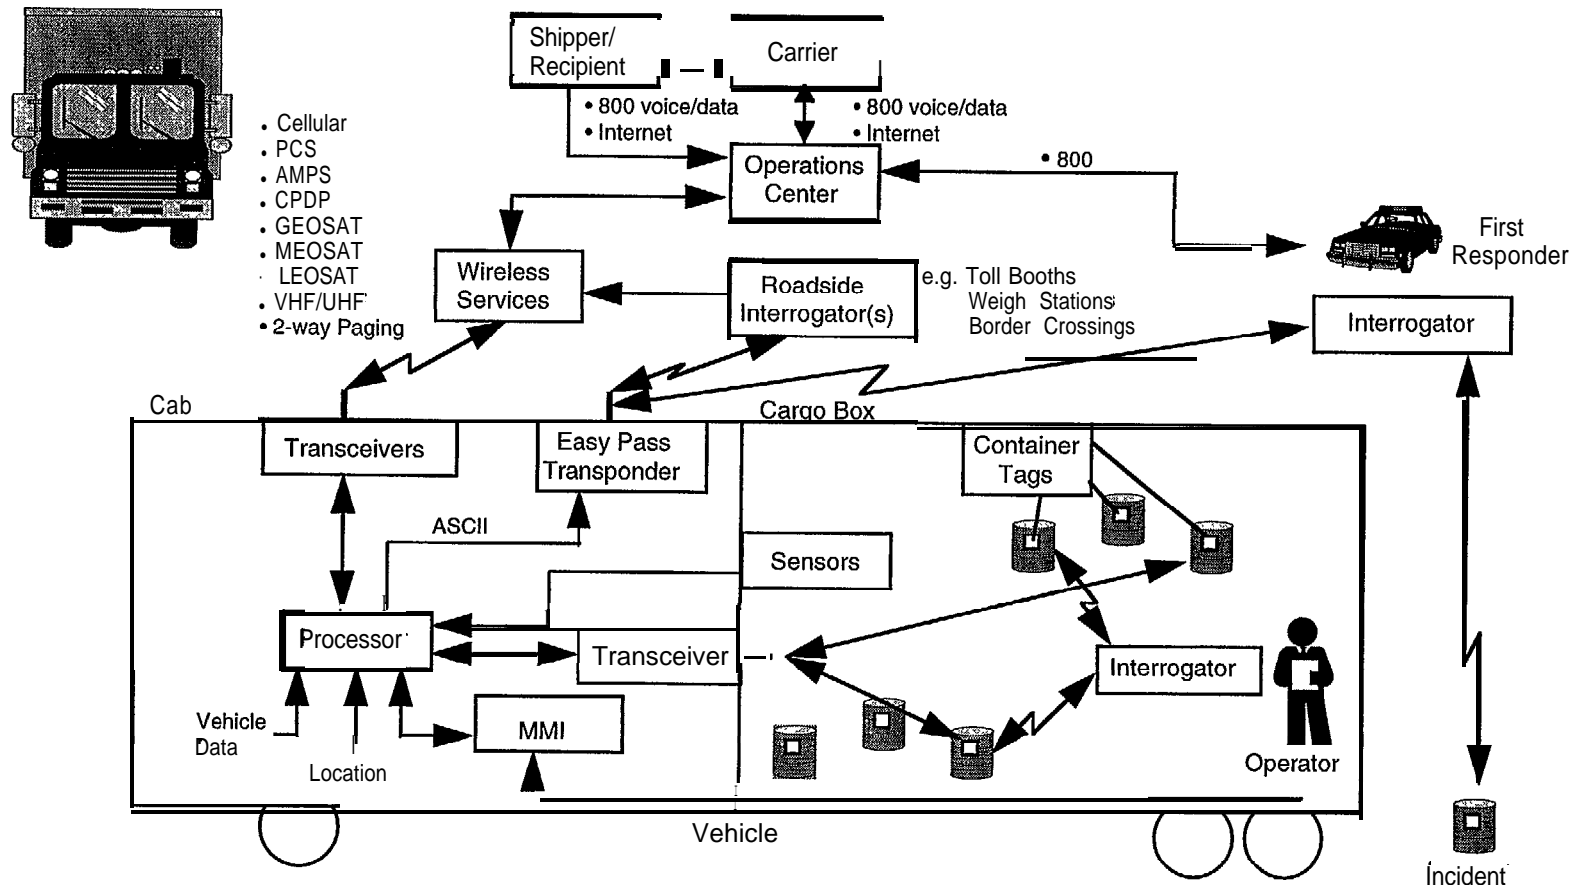 Shipper/
Recipient
Carrier
• 800 voice/data
• Internet
• 800 voice/data
• Internet
• Cellular
• PCS
• AMPS
• CPDP
• GEOSAT
• MEOSAT
LEOSAT
• VHF/UHF
• 2-way Paging
Operations
Center
• 800
First
Responder
Wireless
Services
Roadside
Interrogator(s)
e.g. Toll Booths
Weigh Stations
Border Crossings
Interrogator
Cab
Cargo Box
Transceivers
Easy Pass
Transponder
Container
Tags
ASCII
Sensors
Processor
Transceiver
Interrogator
Vehicle
Data
MMI
Location
Operator
Vehicle
Incident